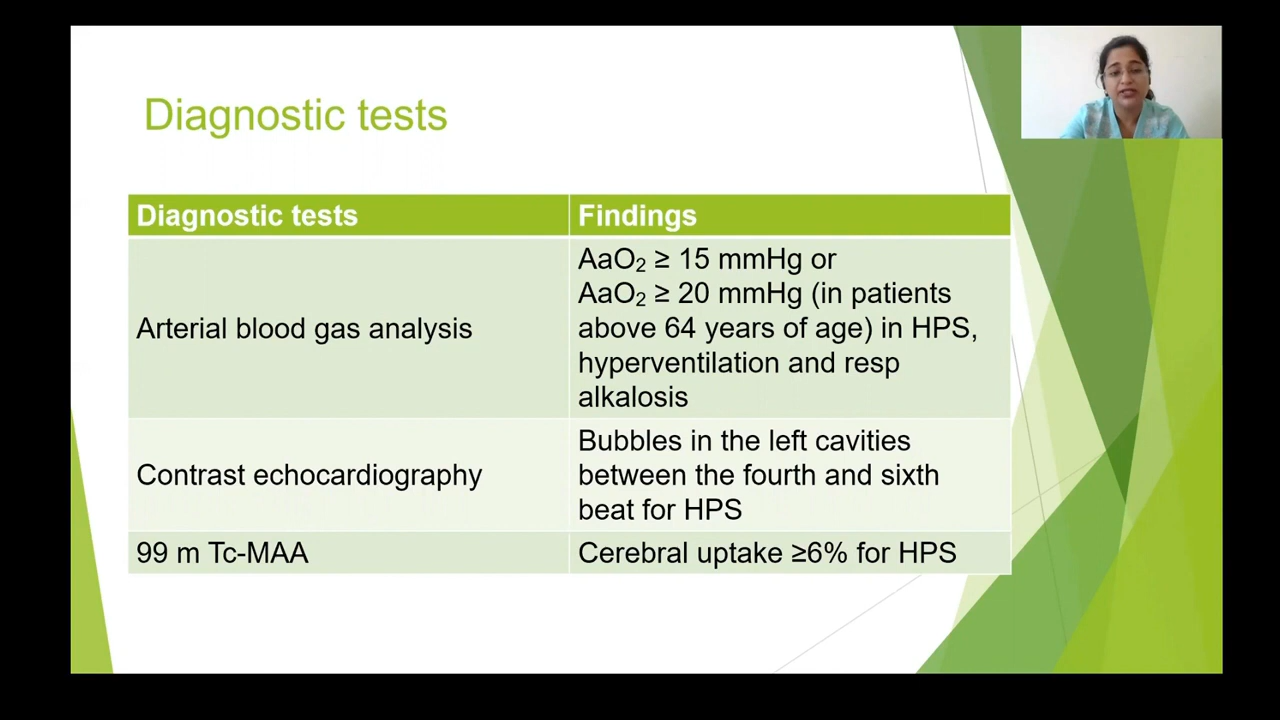 Diagnostic tests
Diagnostic tests
Findings
Arterial blood gas analysis
AaO₂ ≥ 15 mmHg or
AaO₂ ≥ 20 mmHg (in patients
above 64 years of age) in HPS,
hyperventilation and resp
alkalosis
Contrast echocardiography
Bubbles in the left cavities
between the fourth and sixth
beat for HPS
99 m Tc-MAA
Cerebral uptake ≥6% for HPS